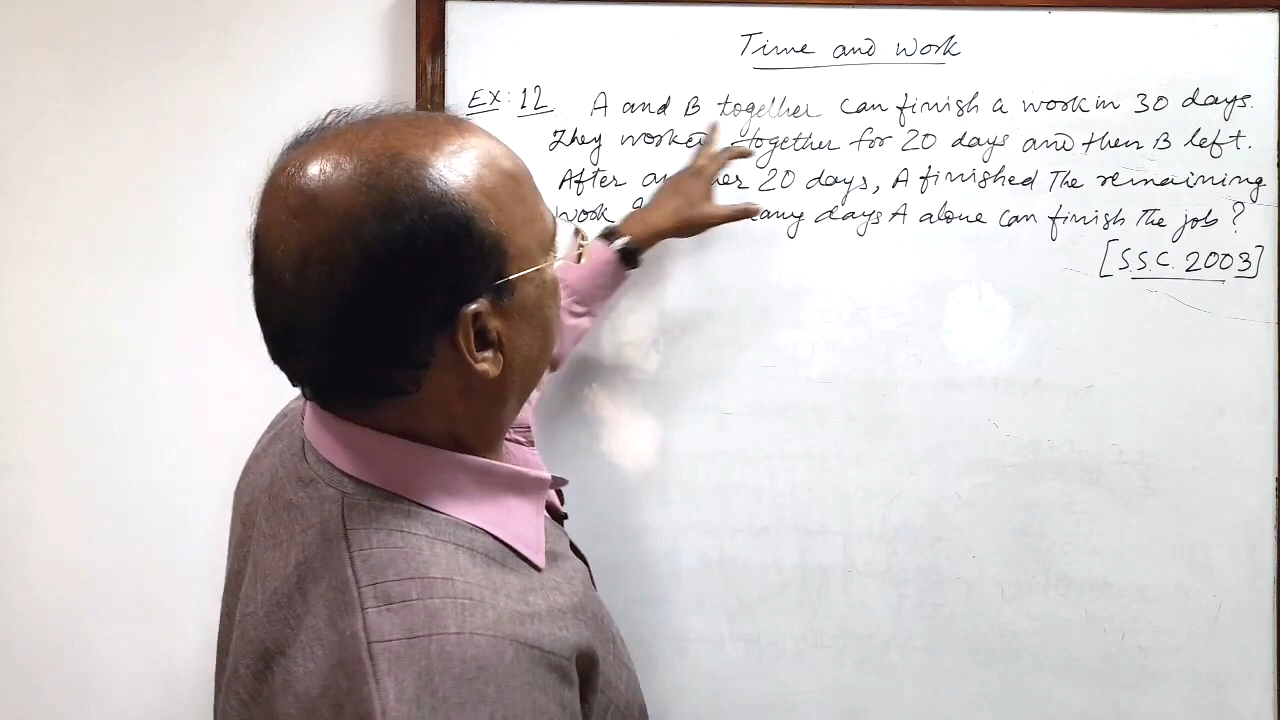 Time and Work
EX: 12 A and B together can finish a work in 30 days.
They worked together for 20 days and then B left.
After 20 days, A finished The remaining
work days A alone can finish The job ?
[S.S.C. 2003]